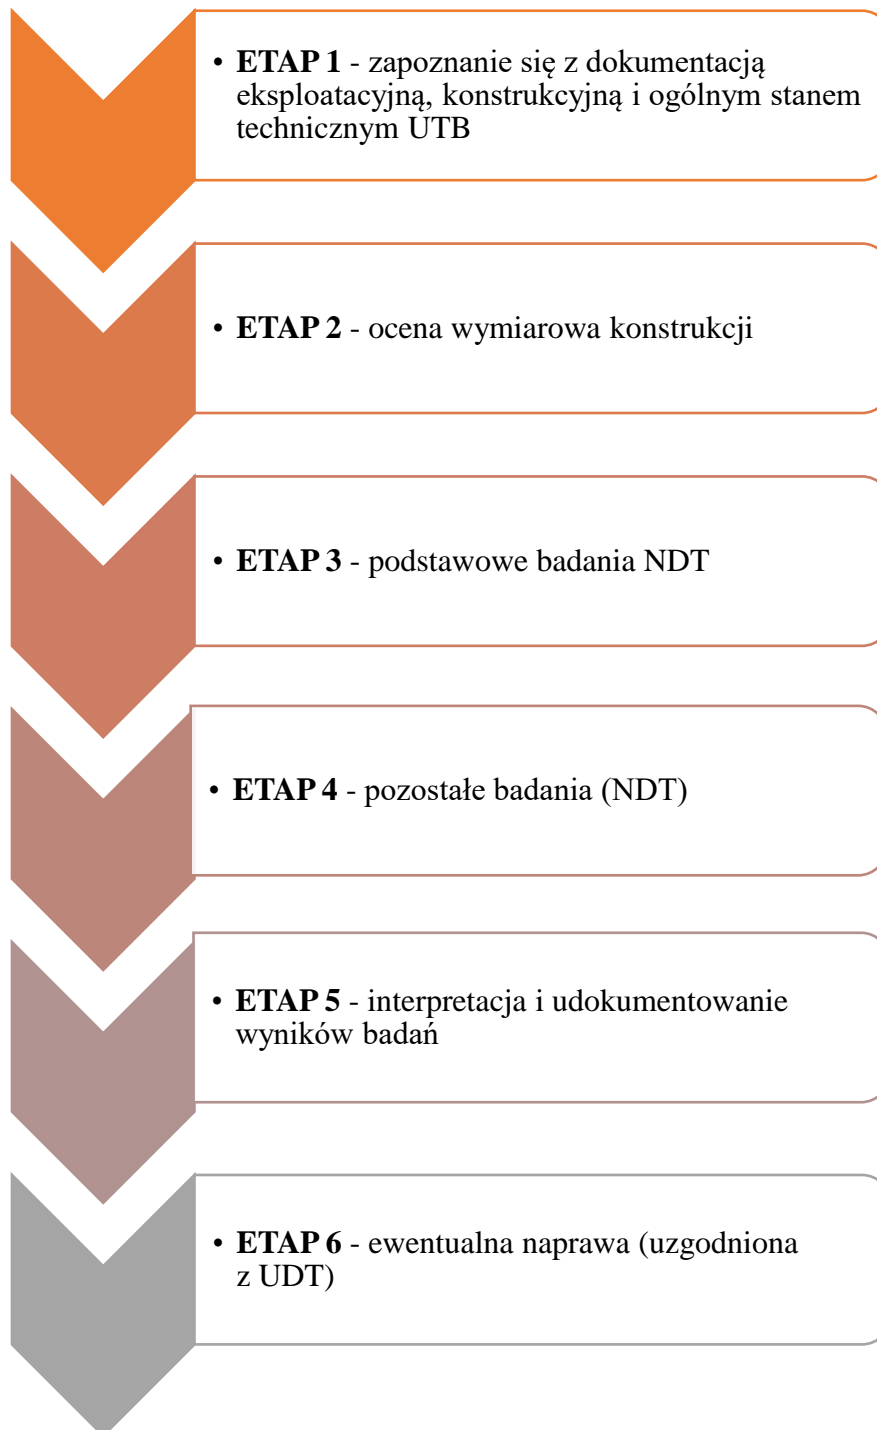 • ETAP 1 - zapoznanie się z dokumentacją
eksploatacyjną, konstrukcyjną i ogólnym stanem
technicznym UTB
• ETAP 2 - ocena wymiarowa konstrukcji
• ETAP 3 - podstawowe badania NDT
• ETAP 4 - pozostałe badania (NDT)
• ETAP 5 - interpretacja i udokumentowanie
wyników badań
• ETAP 6 - ewentualna naprawa (uzgodniona
z UDT)